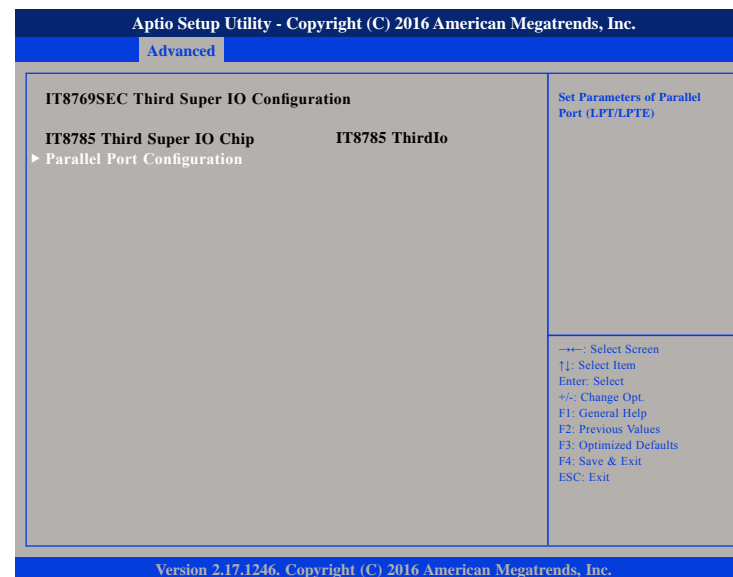 Aptio Setup Utility - Copyright (C) 2016 American Megatrends, Inc.
Advanced
IT8769SEC Third Super IO Configuration
IT8785 Third Super IO Chip IT8785 ThirdIo
▶ Parallel Port Configuration
Set Parameters of Parallel
Port (LPT/LPTE)
→←: Select Screen
↑↓: Select Item
Enter: Select
+/-: Change Opt.
F1: General Help
F2: Previous Values
F3: Optimized Defaults
F4: Save & Exit
ESC: Exit
Version 2.17.1246. Copyright (C) 2016 American Megatrends, Inc.